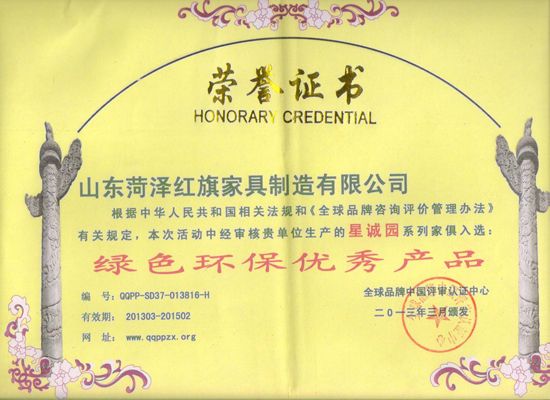 荣誉证书
HONORARY CREDENTIAL
山东菏泽红旗家具制造有限公司
根据中华人民共和国相关法规和《全球品牌咨询评价管理办法》
有关规定，本次活动中经审核贵单位生产的星诚园系列家俱入选：
绿色环保优秀产品
编　号：QQPP-SD37-013816-H
有效期：201303-201502
网　址：www.qqppzx.org
全球品牌中国评审认证中心
二〇一三年三月颁发